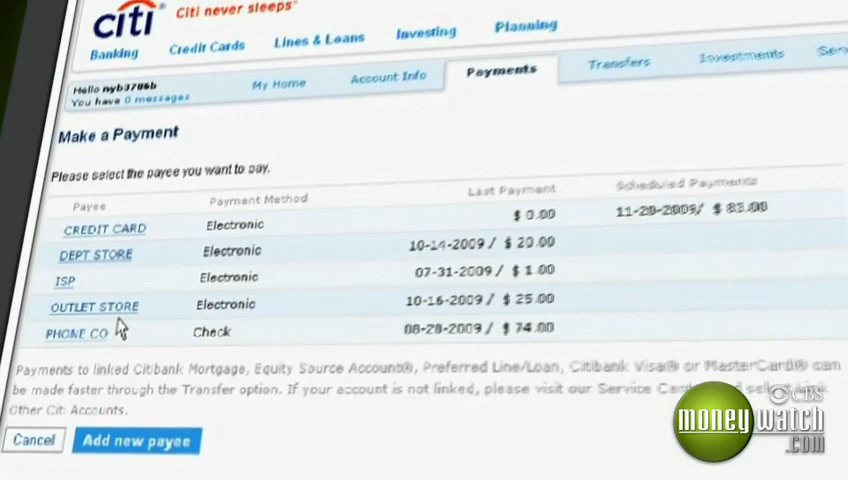 citi® Citi never sleeps®
Banking Credit Cards Lines & Loans Investing Planning
Hello nyb3786b
You have 0 messages
My Home Account Info Payments Transfers Investments
Make a Payment
Please select the payee you want to pay.
Payee Payment Method Last Payment Scheduled Payments
CREDIT CARD Electronic $ 0.00 11-20-2009/ $ 83.00
DEPT STORE Electronic 10-14-2009 / $ 20.00
ISP Electronic 07-31-2009 / $ 1.00
OUTLET STORE Electronic 10-16-2009 / $ 25.00
PHONE CO Check 08-28-2009 / $ 74.00
Payments to linked Citibank Mortgage, Equity Source Account®, Preferred Line/Loan, Citibank Visa® or MasterCard® can
be made faster through the Transfer option. If your account is not linked, please visit our Service
Other Citi Accounts.
Cancel Add new payee
CBS
moneywatch
.com